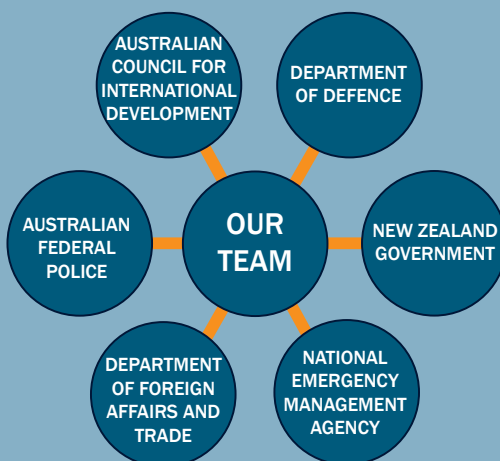 AUSTRALIAN
COUNCIL FOR
INTERNATIONAL
DEVELOPMENT
DEPARTMENT
OF DEFENCE
AUSTRALIAN
FEDERAL
POLICE
OUR
TEAM
NEW ZEALAND
GOVERNMENT
DEPARTMENT
OF FOREIGN
AFFAIRS AND
TRADE
NATIONAL
EMERGENCY
MANAGEMENT
AGENCY